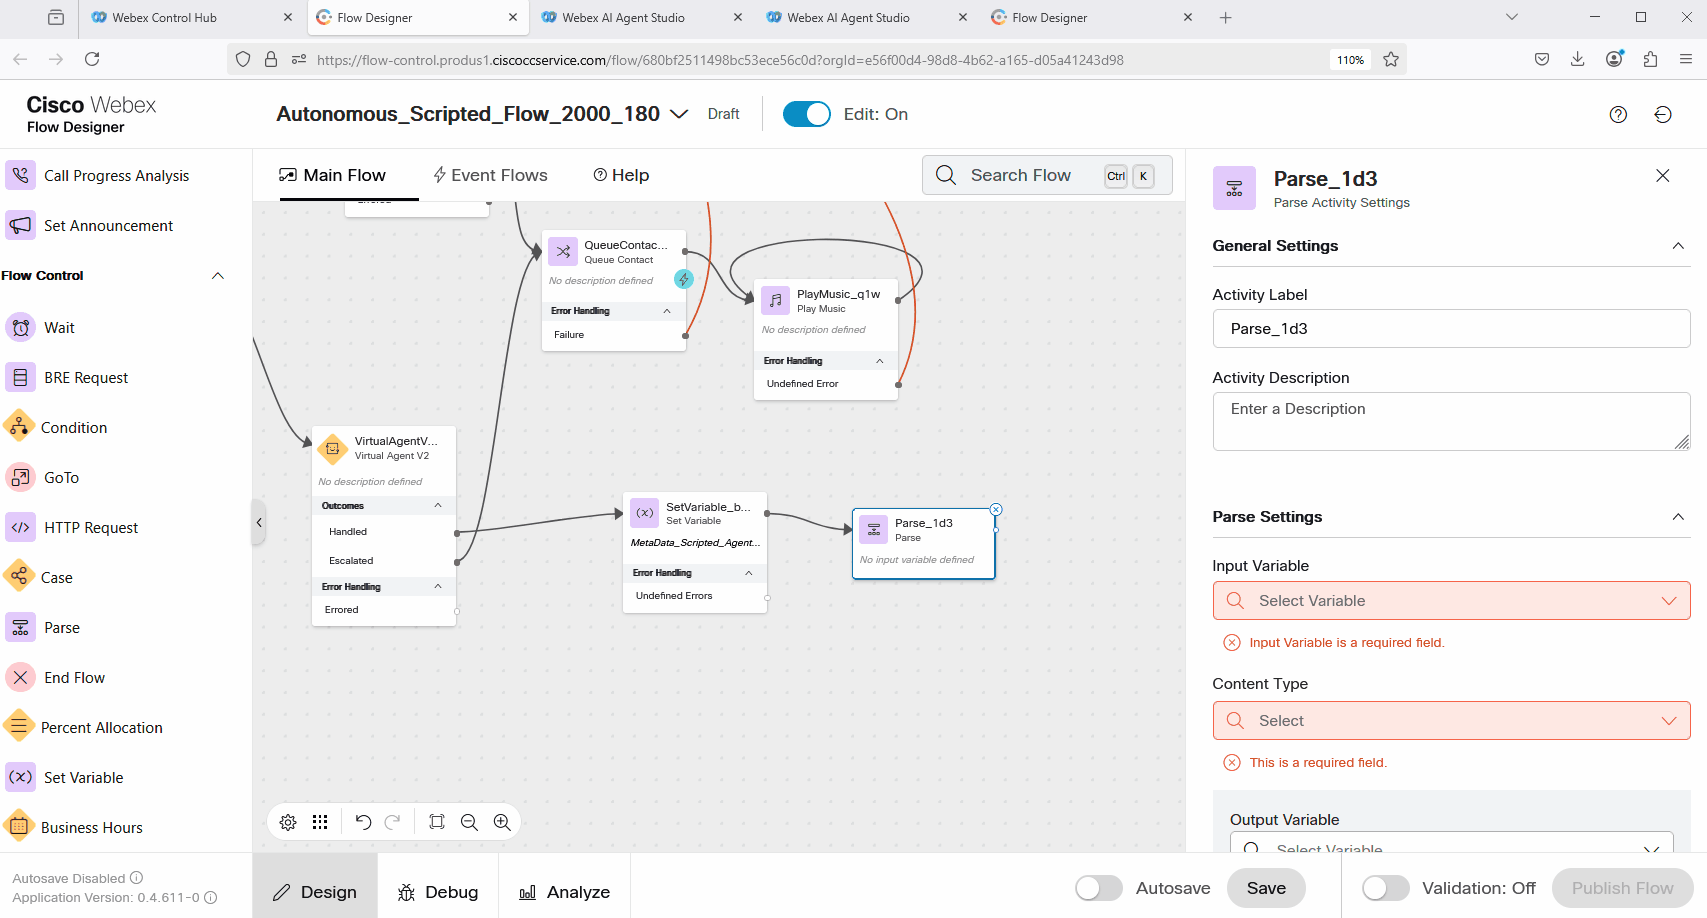 Webex Control Hub
Flow Designer
Webex AI Agent Studio
Webex AI Agent Studio
Flow Designer
https://flow-control.produs1.ciscoccservice.com/flow/680bf2511498bc53ece56c0d?orgId=e56f00d4-98d8-4b62-a165-d05a41243d98
110%
Cisco Webex
Flow Designer
Autonomous_Scripted_Flow_2000_180
Draft
Edit: On
Call Progress Analysis
Set Announcement
Flow Control
Wait
BRE Request
Condition
GoTo
HTTP Request
Case
Parse
End Flow
Percent Allocation
Set Variable
Business Hours
Autosave Disabled
Application Version: 0.4.611-0
Main Flow
Event Flows
Help
Search Flow
Ctrl
K
QueueContac...
Queue Contact
No description defined
Error Handling
Failure
PlayMusic_q1w
Play Music
No description defined
Error Handling
Undefined Error
VirtualAgentV...
Virtual Agent V2
No description defined
Outcomes
Handled
Escalated
Error Handling
Errored
SetVariable_b...
Set Variable
MetaData_Scripted_Agent...
Error Handling
Undefined Errors
Parse_1d3
Parse
No input variable defined
Parse_1d3
Parse Activity Settings
General Settings
Activity Label
Parse_1d3
Activity Description
Enter a Description
Parse Settings
Input Variable
Select Variable
Input Variable is a required field.
Content Type
Select
This is a required field.
Output Variable
Select Variable
Design
Debug
Analyze
Autosave
Save
Validation: Off
Publish Flow